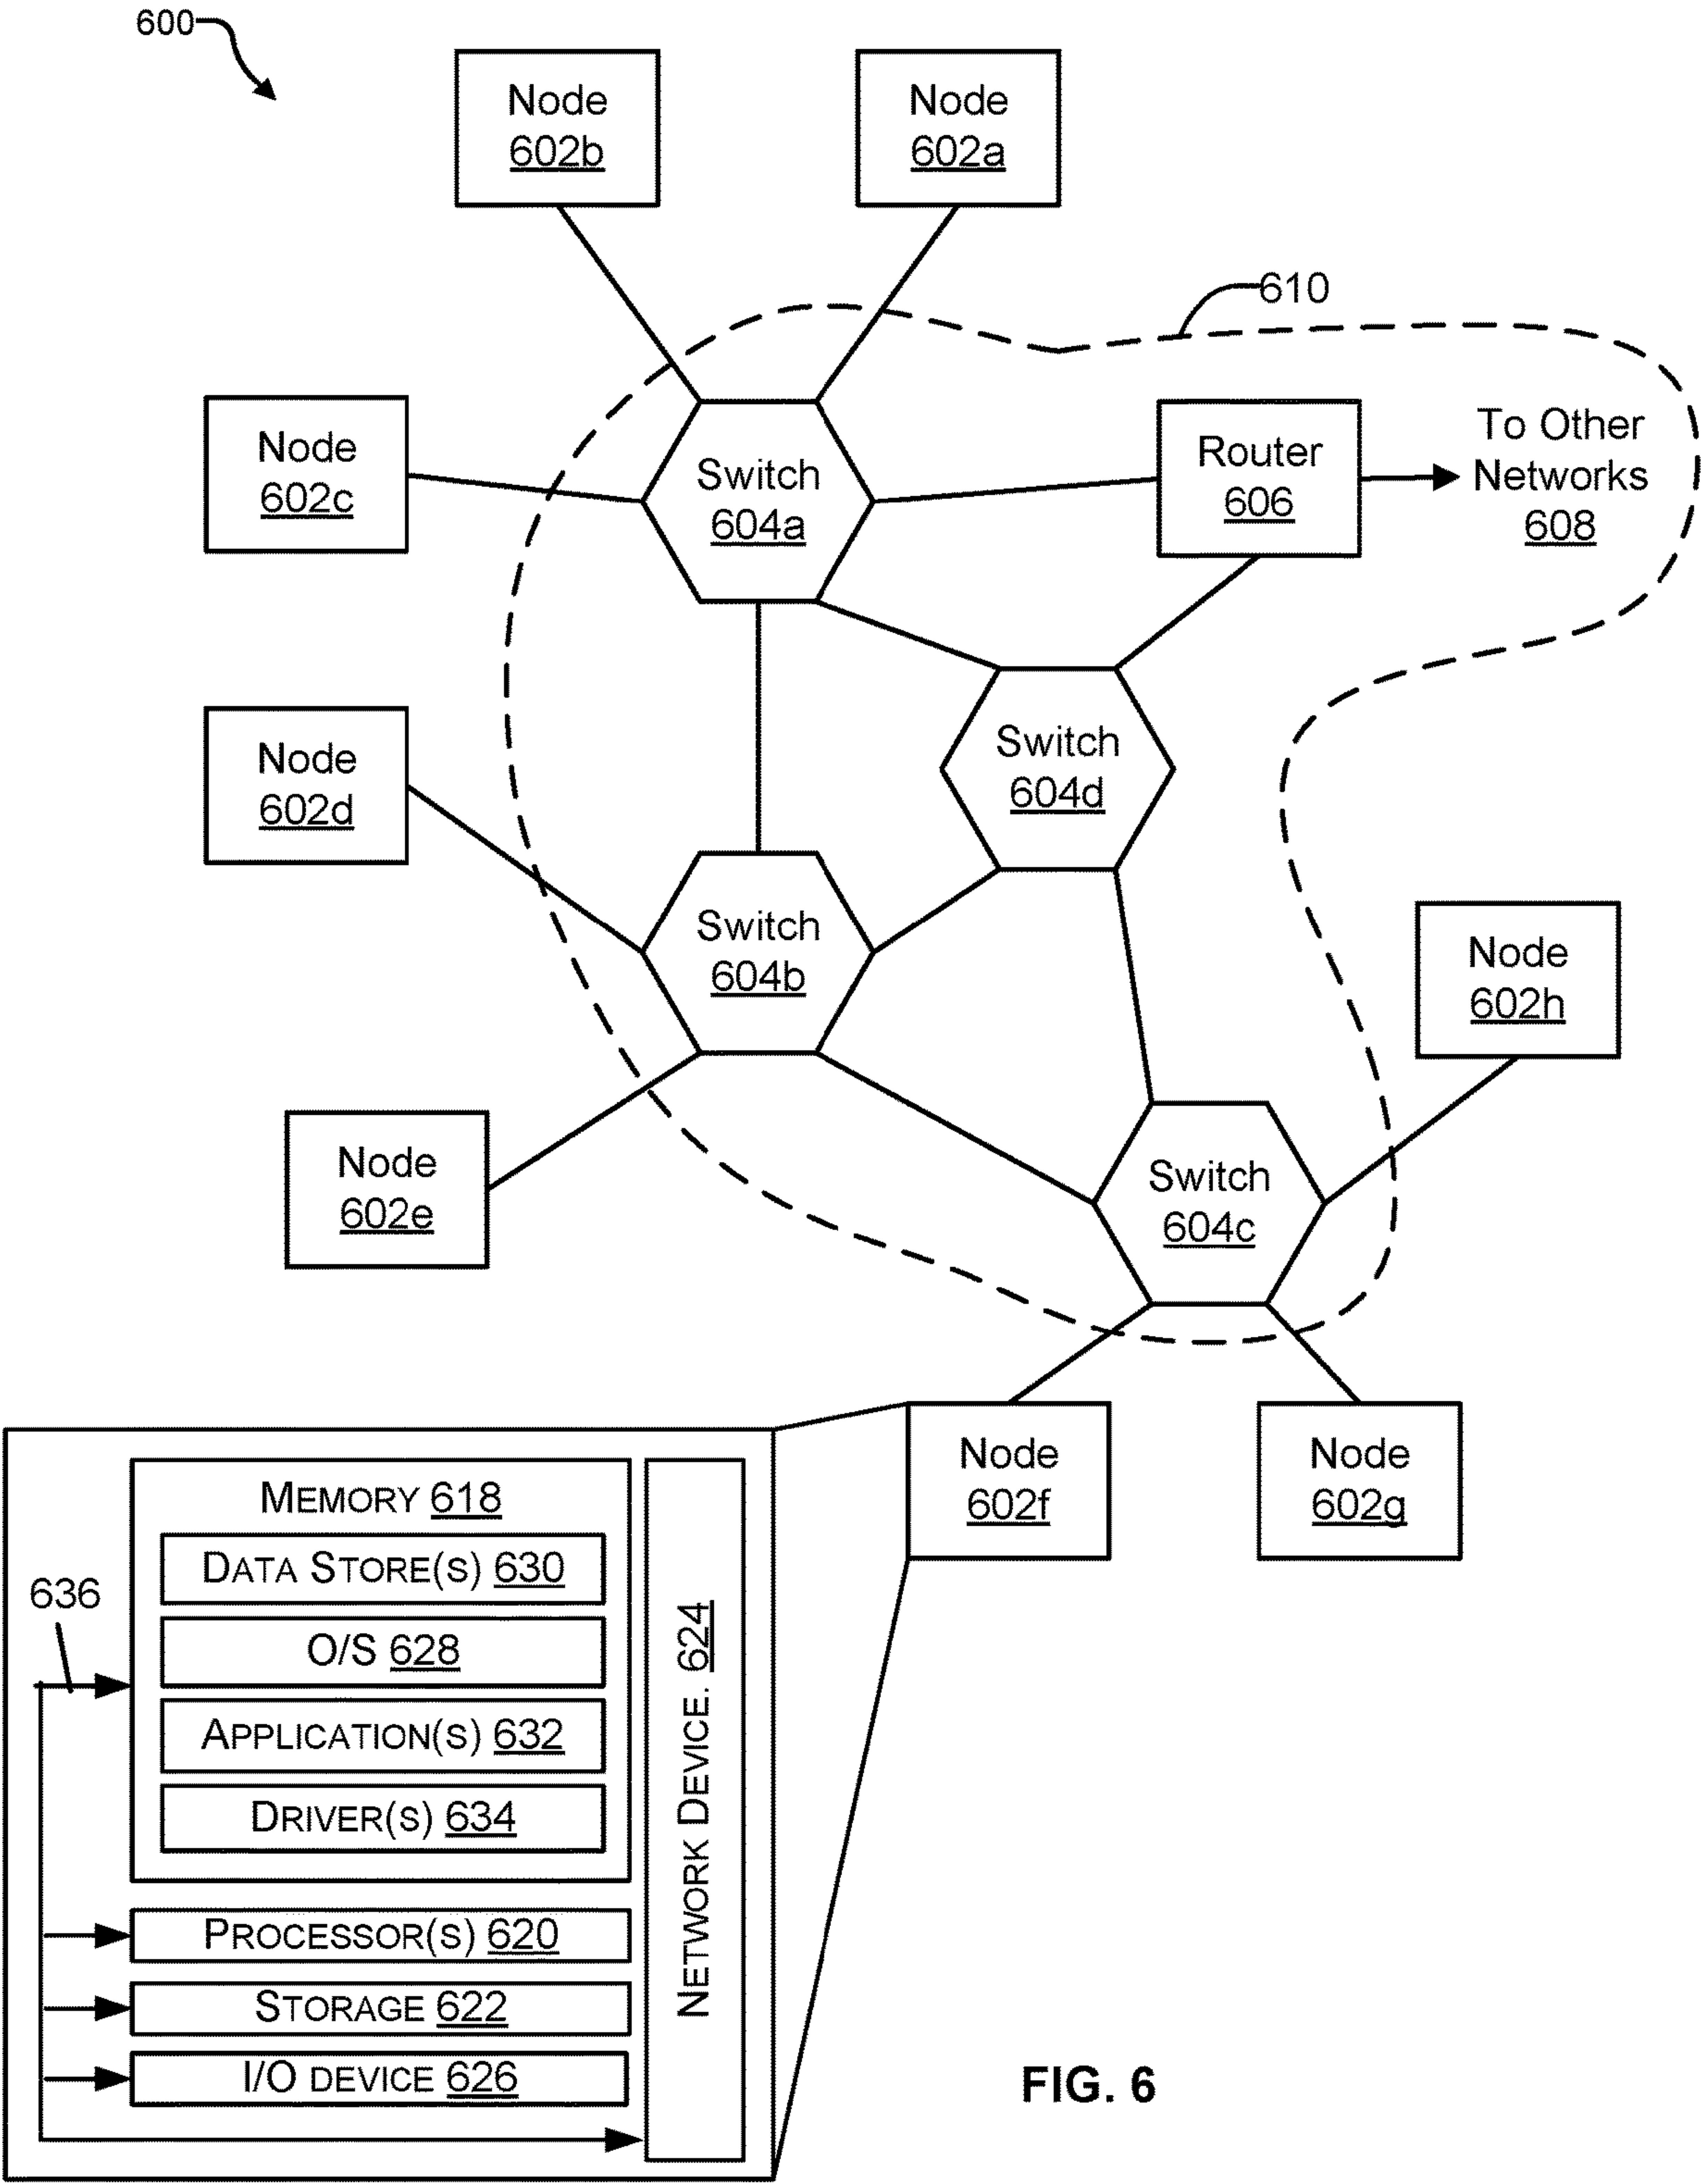 600
Node
602b
Node
602a
610
Node
602c
Switch
604a
Router
606
To Other
Networks
608
Node
602d
Switch
604d
Switch
604b
Node
602h
Node
602e
Switch
604c
Node
602f
Node
602g
MEMORY 618
DATA STORE(S) 630
636
O/S 628
APPLICATION(S) 632
DRIVER(S) 634
NETWORK DEVICE. 624
PROCESSOR(S) 620
STORAGE 622
I/O DEVICE 626
FIG. 6